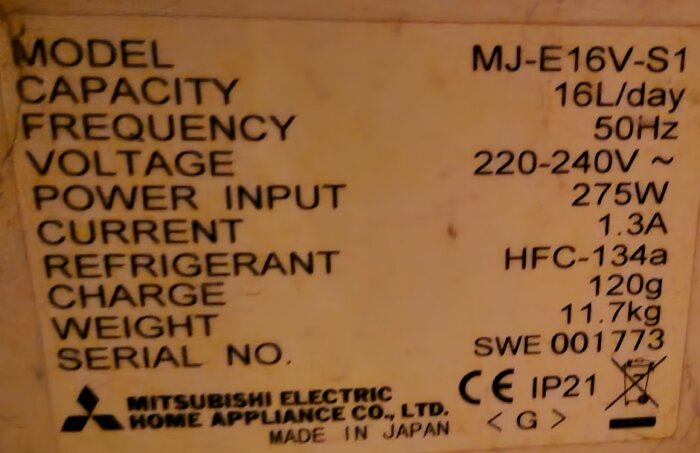 MODEL MJ-E16V-S1
CAPACITY 16L/day
FREQUENCY 50Hz
VOLTAGE 220-240V ~
POWER INPUT 275W
CURRENT 1.3A
REFRIGERANT HFC-134a
CHARGE 120g
WEIGHT 11.7kg
SERIAL NO. SWE 001773
MITSUBISHI ELECTRIC
HOME APPLIANCE CO., LTD.
MADE IN JAPAN
CE IP21
< G >